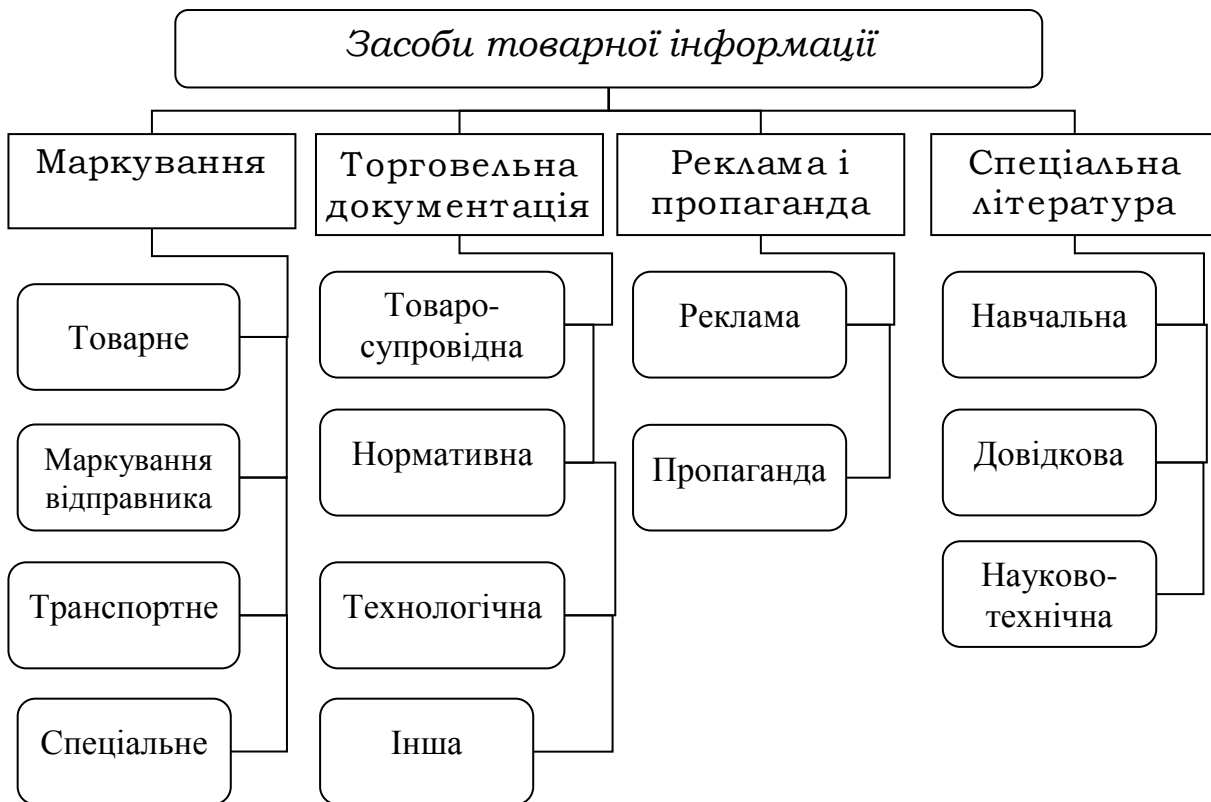 Засоби товарної інформації
Маркування
Торговельна
документація
Реклама і
пропаганда
Спеціальна
література
Товарне
Маркування
відправника
Транспортне
Спеціальне
Товаро-
супровідна
Нормативна
Технологічна
Інша
Реклама
Пропаганда
Навчальна
Довідкова
Науково-
технічна